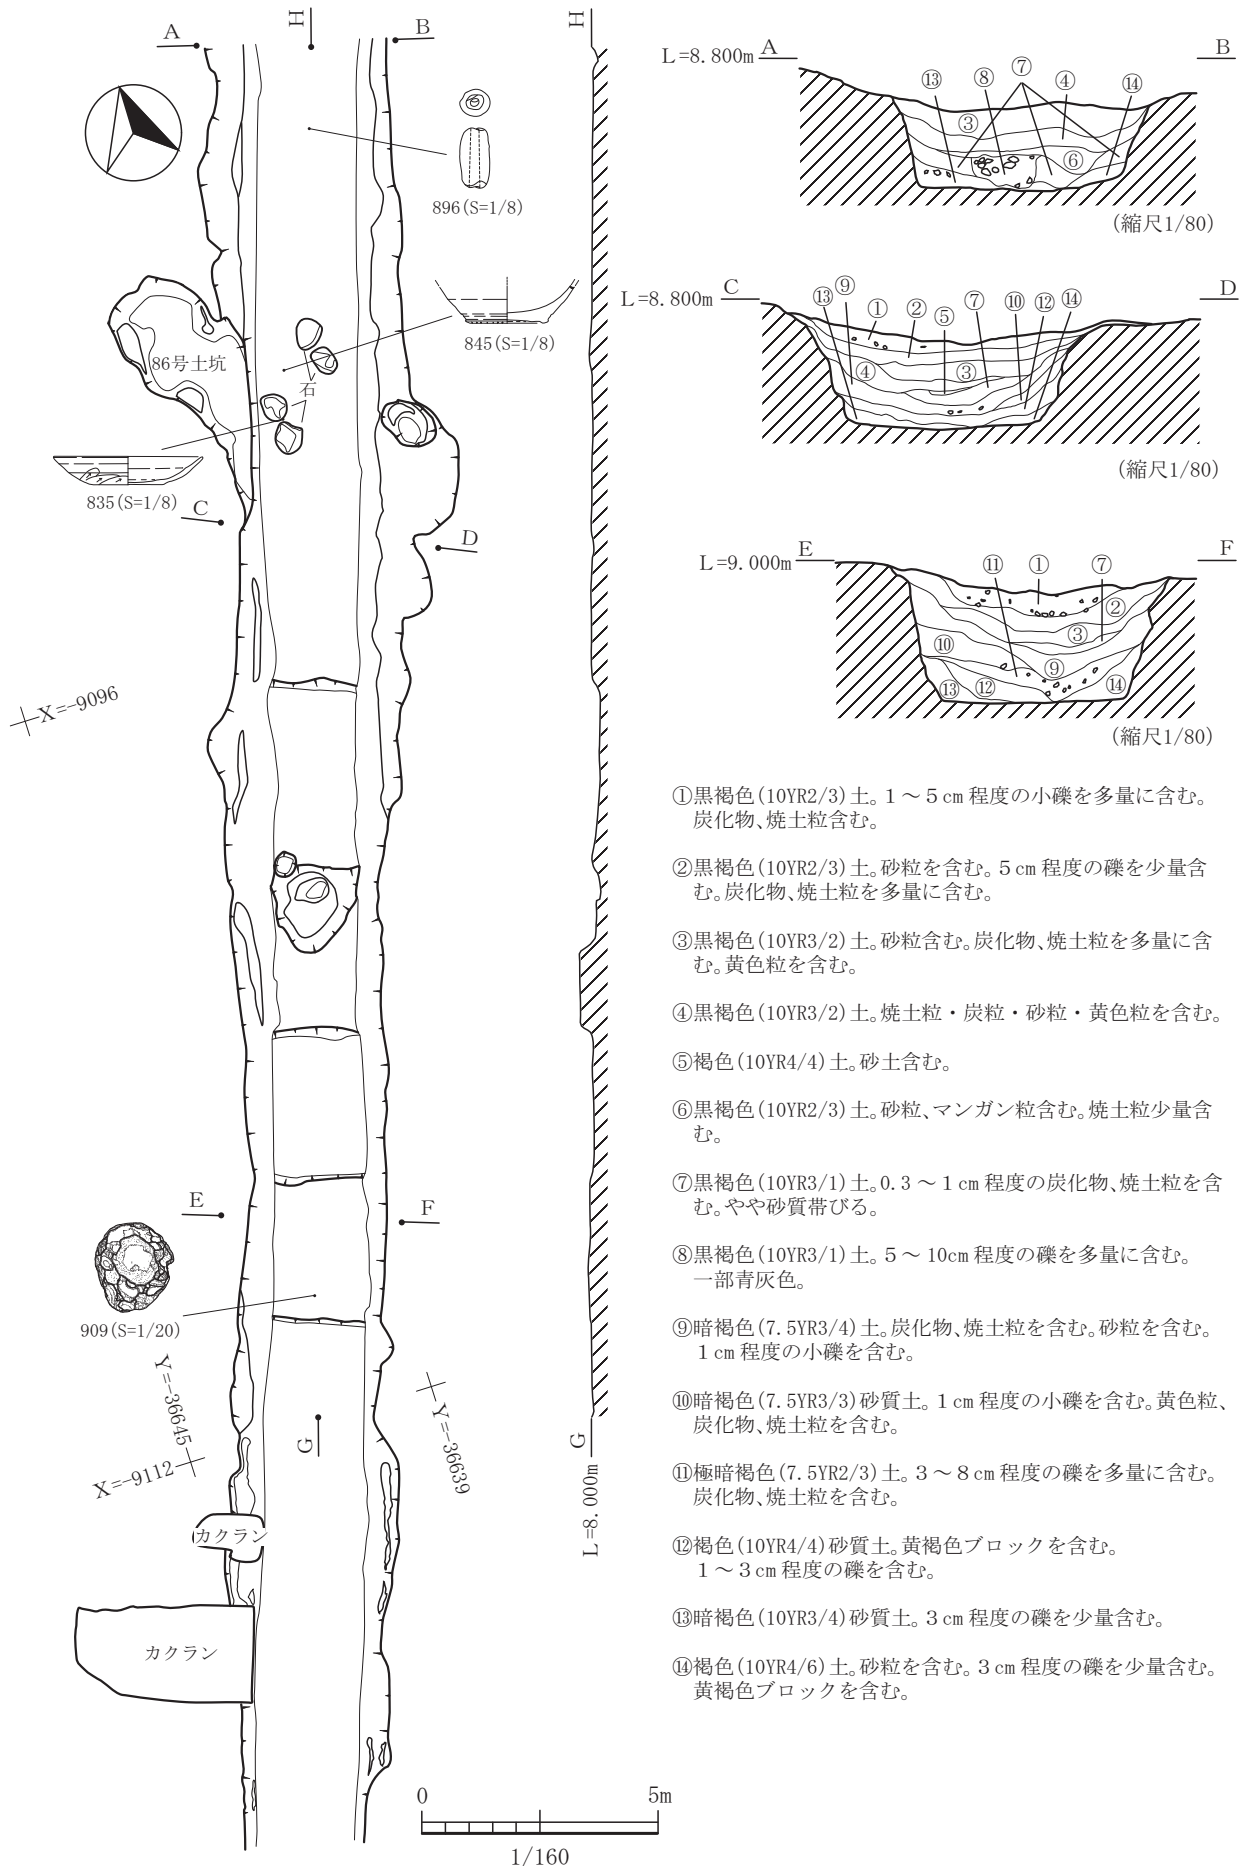 A
H
B
896(S=1/8)
86号土坑
845(S=1/8)
石
835(S=1/8)
C
D
X=-9096
E
F
909(S=1/20)
Y=-36645
X=-9112
Y=-36639
G
カクラン
カクラン
0
5m
1/160
H
G
L=8.000m
L=8.800m
A
B
⑬
⑧
⑦
④
⑭
③
⑥
(縮尺1/80)
L=8.800m
C
D
⑬
⑨
①
②
⑤
⑦
⑩
⑫
⑭
④
③
(縮尺1/80)
L=9.000m
E
F
⑪
①
⑦
②
③
⑩
⑨
⑬
⑫
⑭
(縮尺1/80)
①黒褐色(10YR2/3)土。1～5cm程度の小礫を多量に含む。
炭化物、焼土粒含む。
②黒褐色(10YR2/3)土。砂粒を含む。5cm程度の礫を少量含
む。炭化物、焼土粒を多量に含む。
③黒褐色(10YR3/2)土。砂粒含む。炭化物、焼土粒を多量に含
む。黄色粒を含む。
④黒褐色(10YR3/2)土。焼土粒・炭粒・砂粒・黄色粒を含む。
⑤褐色(10YR4/4)土。砂土含む。
⑥黒褐色(10YR2/3)土。砂粒、マンガン粒含む。焼土粒少量含
む。
⑦黒褐色(10YR3/1)土。0.3～1cm程度の炭化物、焼土粒を含
む。やや砂質帯びる。
⑧黒褐色(10YR3/1)土。5～10cm程度の礫を多量に含む。
一部青灰色。
⑨暗褐色(7.5YR3/4)土。炭化物、焼土粒を含む。砂粒を含む。
1cm程度の小礫を含む。
⑩暗褐色(7.5YR3/3)砂質土。1cm程度の小礫を含む。黄色粒、
炭化物、焼土粒を含む。
⑪極暗褐色(7.5YR2/3)土。3～8cm程度の礫を多量に含む。
炭化物、焼土粒を含む。
⑫褐色(10YR4/4)砂質土。黄褐色ブロックを含む。
1～3cm程度の礫を含む。
⑬暗褐色(10YR3/4)砂質土。3cm程度の礫を少量含む。
⑭褐色(10YR4/6)土。砂粒を含む。3cm程度の礫を少量含む。
黄褐色ブロックを含む。